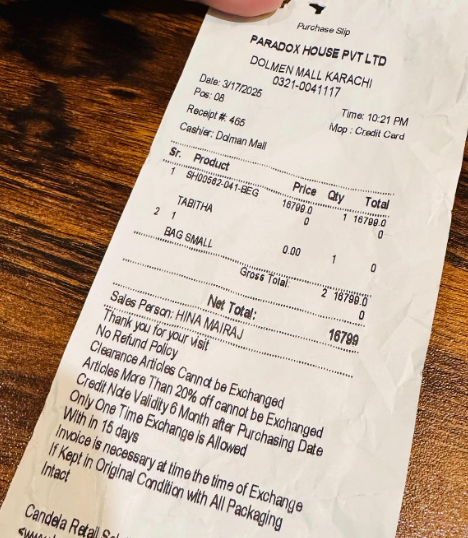 Purchase Slip
PARADOX HOUSE PVT LTD
DOLMEN MALL KARACHI
0321-0041117
Date: 3/17/2025 Time: 10:21 PM
Pos: 08 Mop : Credit Card
Receipt #: 465
Cashier: Dolman Mall
Sr. Product Price Qty Total
1 SH00362-041-BEG 16799.0 1 16799.0
0 0
TABITHA
2 1 0.00 1 0
BAG SMALL
Gross Total: 2 16799.0
0
Net Total: 16799
Sales Person: HINA MAIRAJ
Thank you for your visit
No Refund Policy
Clearance Articles Cannot be Exchanged
Articles More Than 20% off cannot be Exchanged
Credit Note Validity 6 Month after Purchasing Date
Only One Time Exchange is Allowed
With in 15 days
Invoice is necessary at time the time of Exchange
If Kept in Original Condition with All Packaging
Intact
Candela Retail